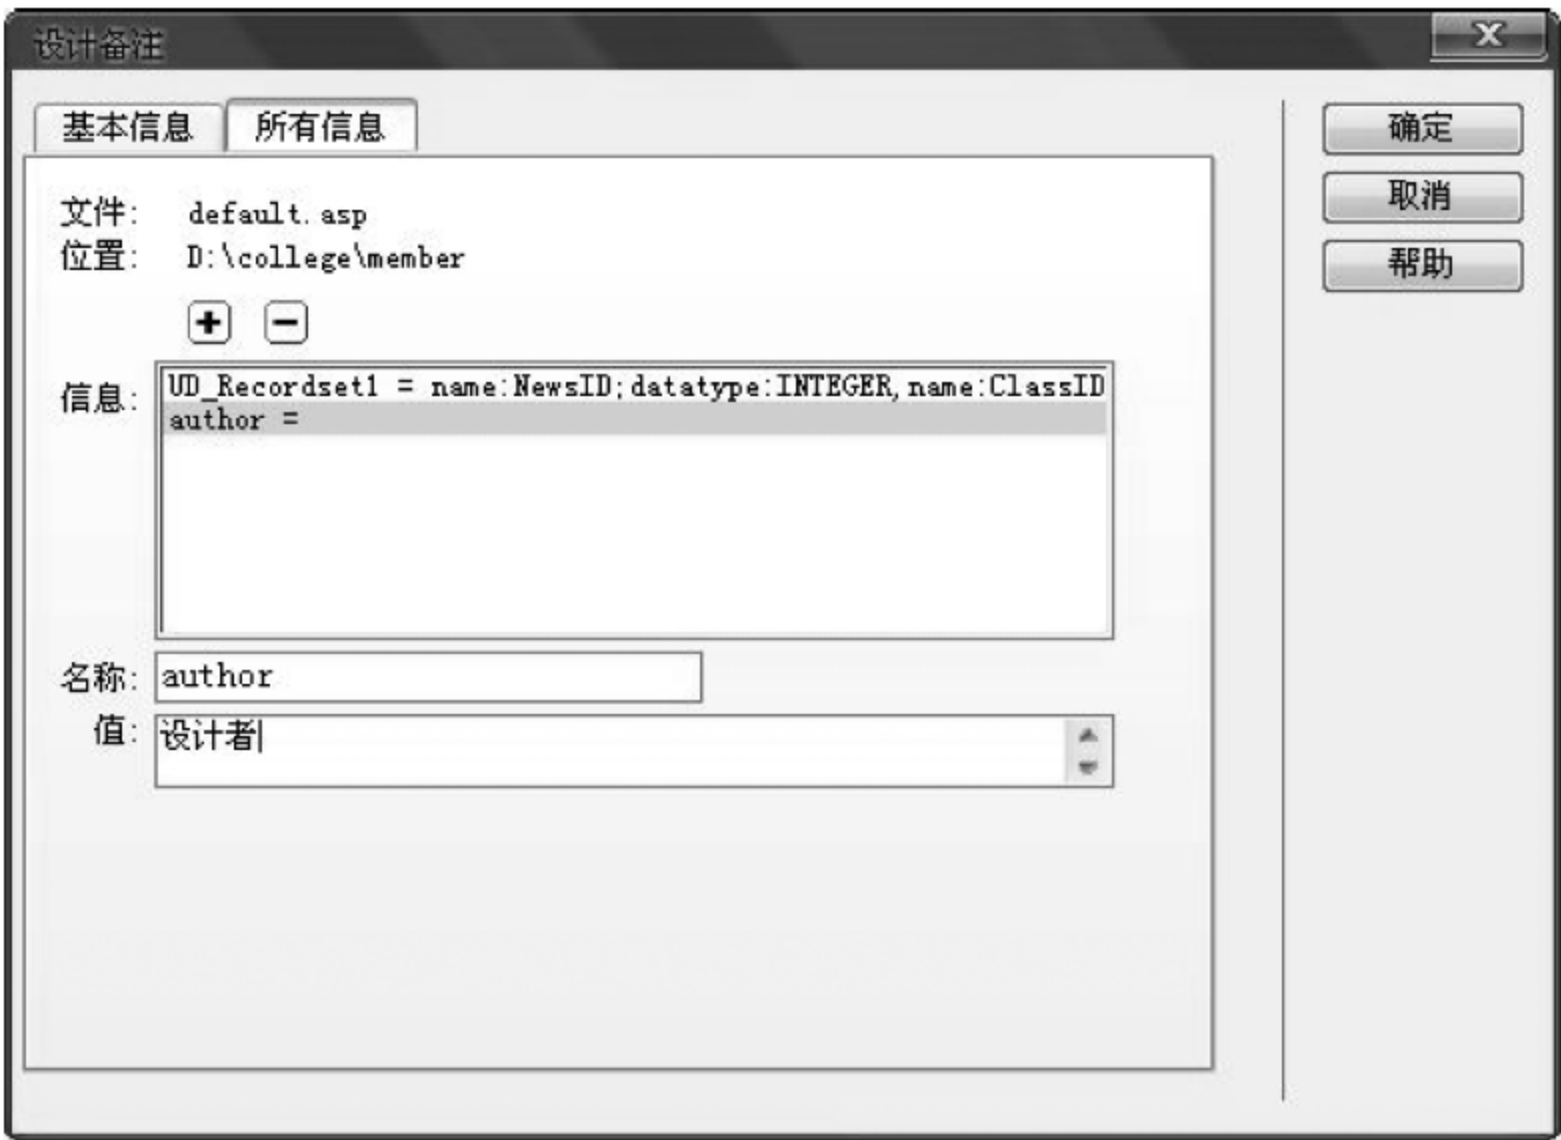 设计备注
X
基本信息 所有信息
确定
取消
帮助
文件: default.asp
位置: D:\college\member
+ −
信息:
UD_Recordset1 = name:NewsID;datatype:INTEGER,name:ClassID
author =
名称: author
值: 设计者